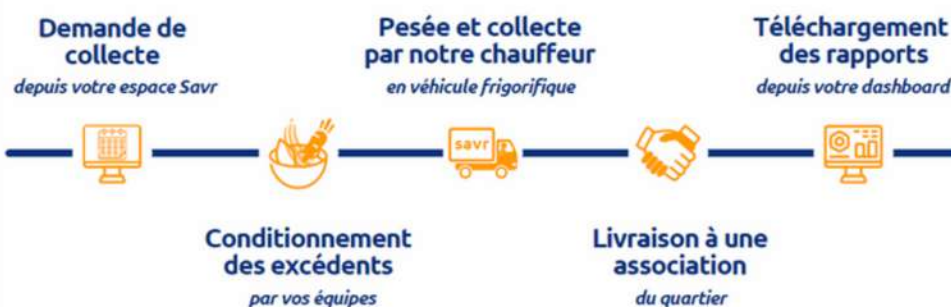 Demande de
collecte
depuis votre espace Savr
Conditionnement
des excédents
par vos équipes
Pesée et collecte
par notre chauffeur
en véhicule frigorifique
savr
Livraison à une
association
du quartier
Téléchargement
des rapports
depuis votre dashboard